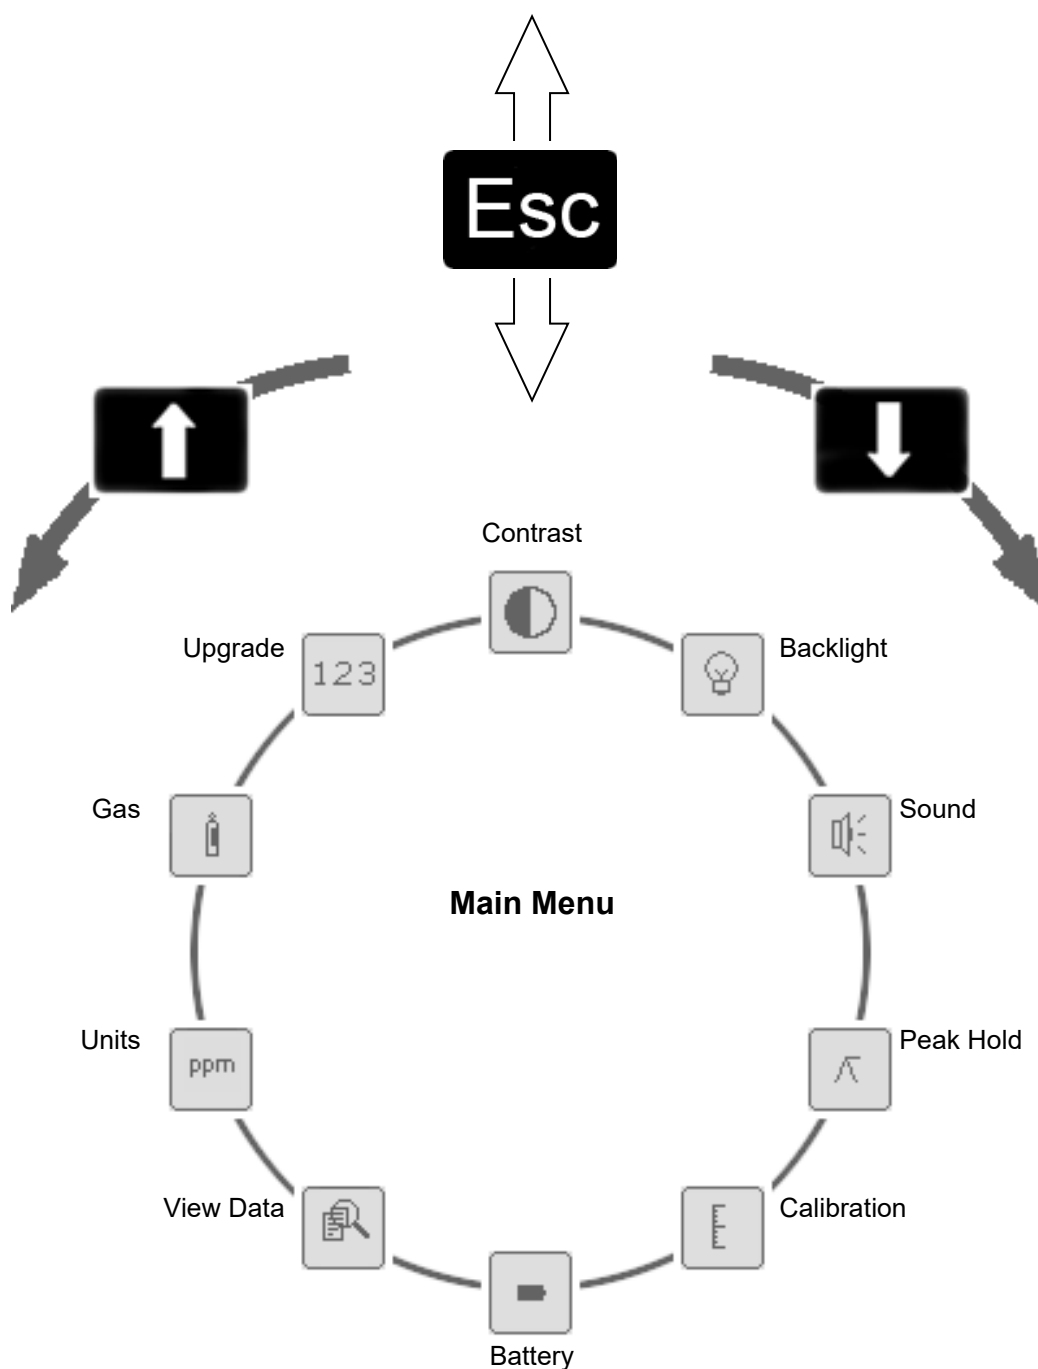 Esc
Contrast
Upgrade
123
Backlight
Gas
Sound
Main Menu
Units
ppm
Peak Hold
View Data
Calibration
Battery